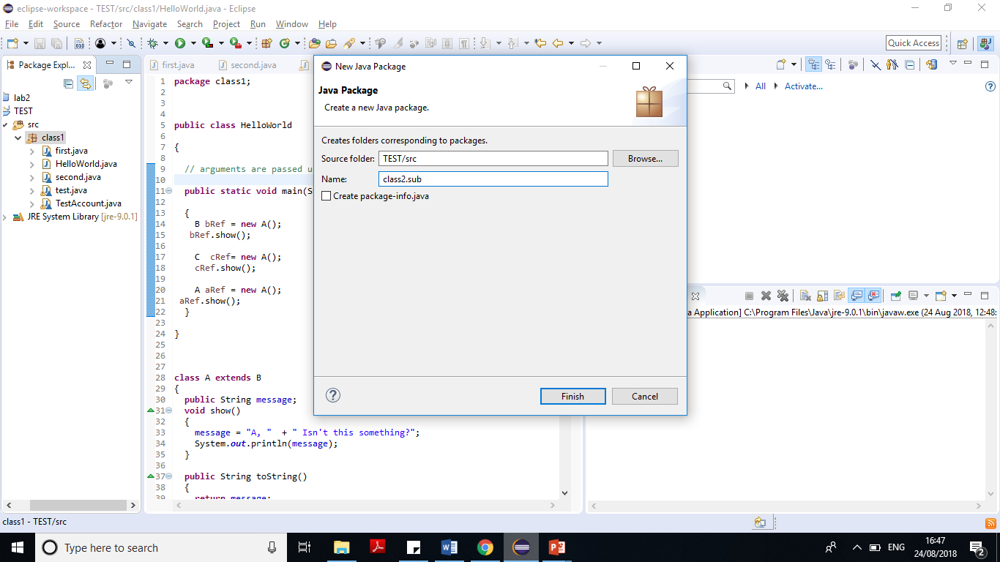 eclipse-workspace - TEST/src/class1/HelloWorld.java - Eclipse
File Edit Source Refactor Navigate Search Project Run Window Help
Quick Access
Package Expl...
first.java
second.java
lab2
TEST
src
class1
first.java
HelloWorld.java
second.java
test.java
TestAccount.java
JRE System Library [jre-9.0.1]
1 package class1;
2
3
4
5 public class HelloWorld
6
7 {
8
9 // arguments are passed u
10
11 public static void main(S
12
13 {
14 B bRef = new A();
15 bRef.show();
16
17 C cRef= new A();
18 cRef.show();
19
20 A aRef = new A();
21 aRef.show();
22 }
23
24 }
25
26
27
28 class A extends B
29 {
30 public String message;
31 void show()
32 {
33 message = "A, " + " Isn't this something?";
34 System.out.println(message);
35 }
36
37 public String toString()
38 {
39 return message;
New Java Package
Java Package
Create a new Java package.
Creates folders corresponding to packages.
Source folder: TEST/src Browse...
Name: class2.sub
Create package-info.java
? Finish Cancel
All Activate...
a Application] C:\Program Files\Java\jre-9.0.1\bin\javaw.exe (24 Aug 2018, 12:48:
class1 - TEST/src
Type here to search
ENG
16:47
24/08/2018
2